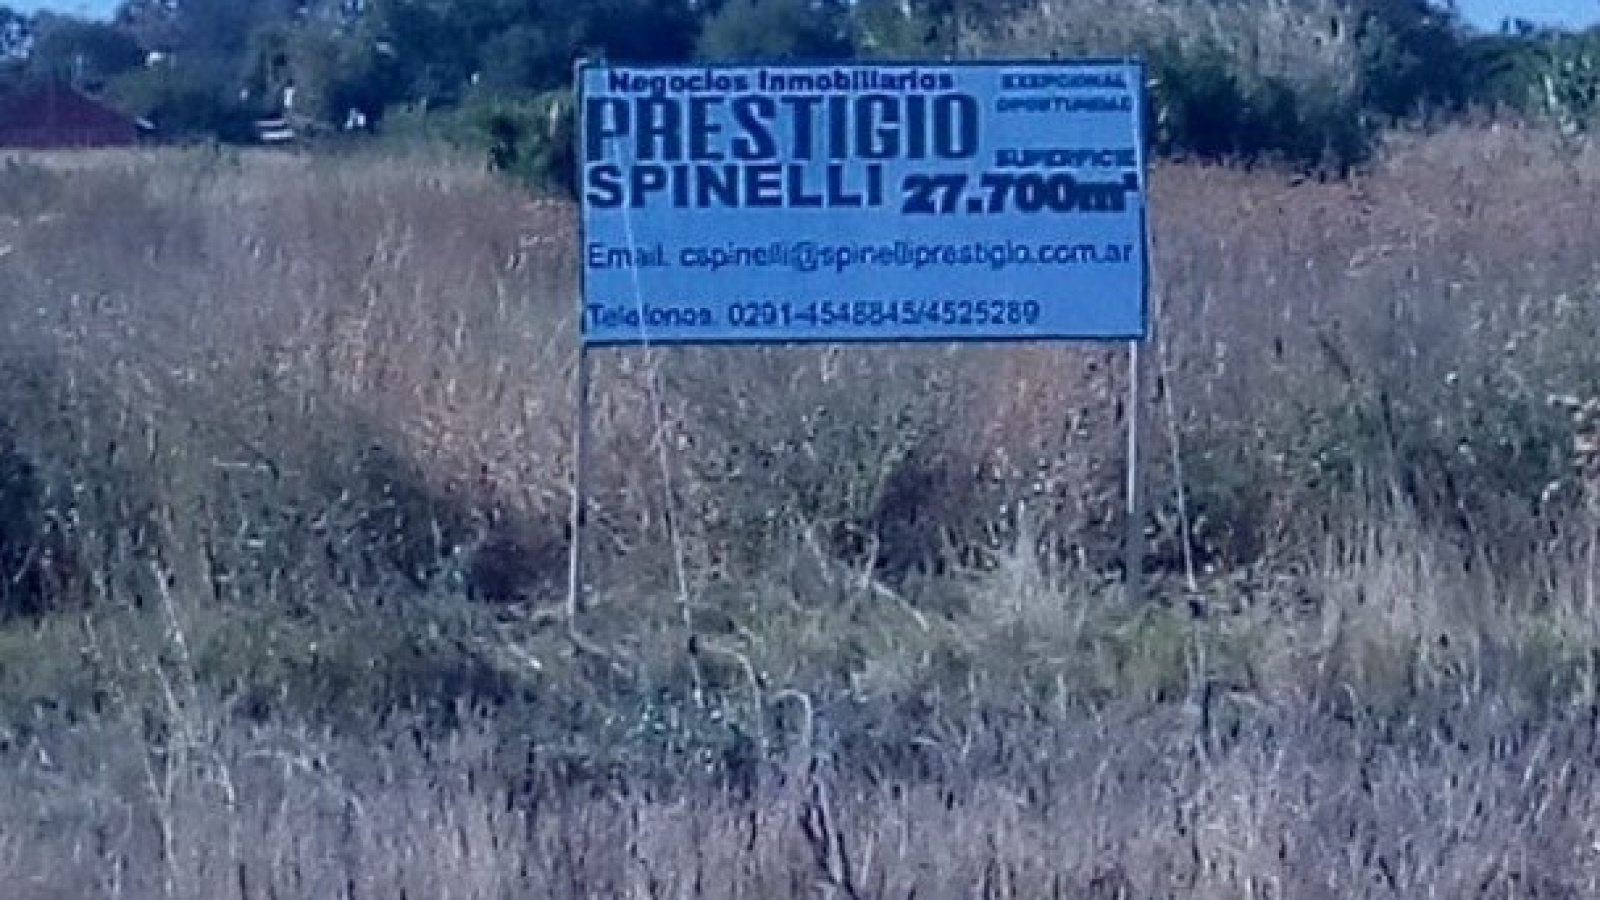 Negocios Inmobiliarios
PRESTIGIO
SPINELLI
EXEPCIONAL
OPORTUNIDAD
SUPERFICIE
27.700m²
Email. cspinelli@spinelliprestigio.com.ar
Telefonos. 0291-4548845/4525289